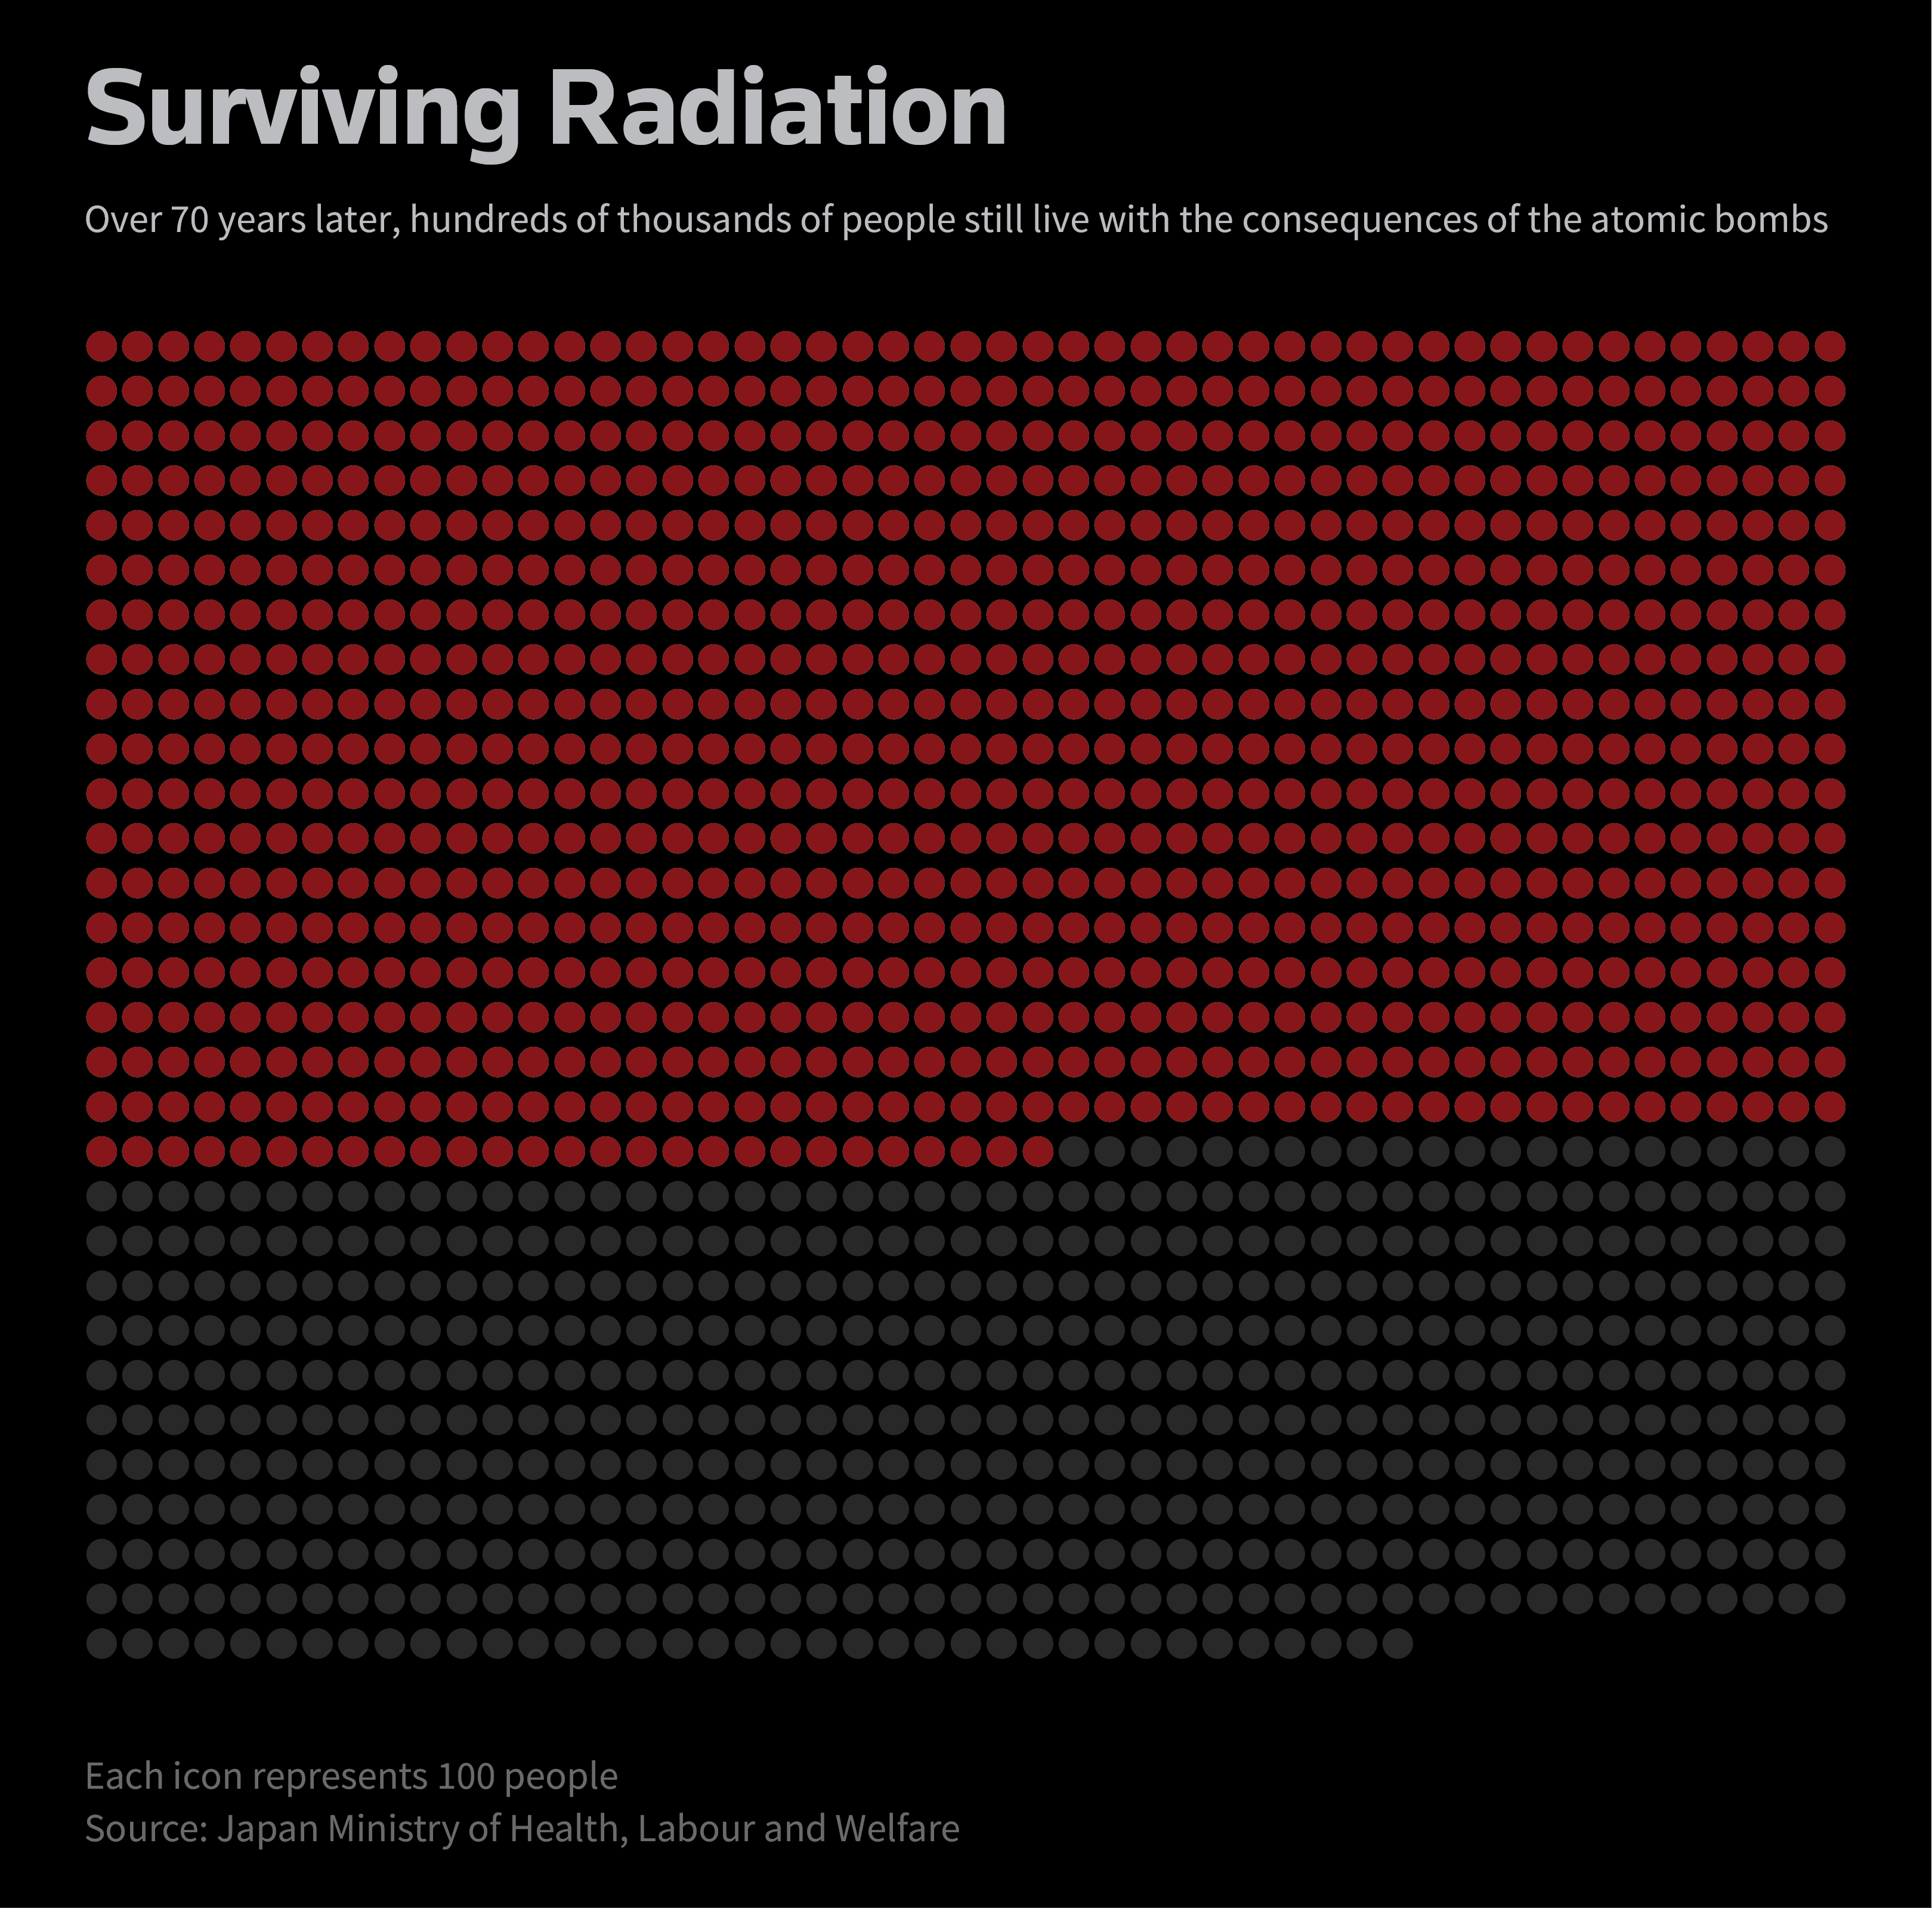 Surviving Radiation
Over 70 years later, hundreds of thousands of people still live with the consequences of the atomic bombs
Each icon represents 100 people
Source: Japan Ministry of Health, Labour and Welfare